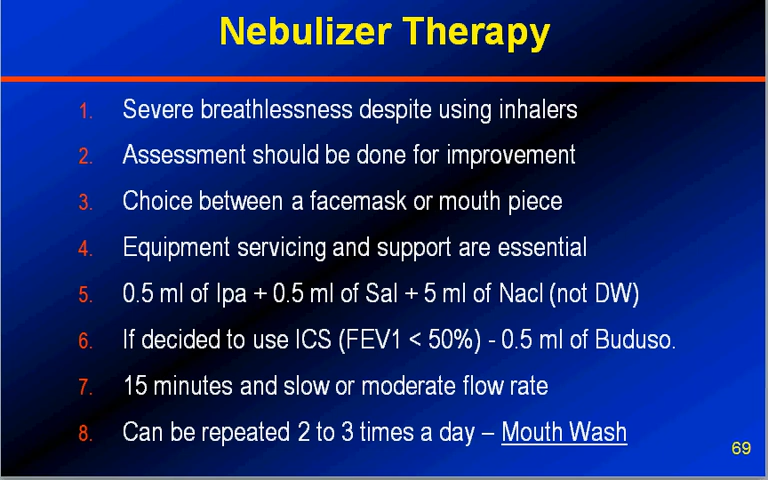 Nebulizer Therapy
1. Severe breathlessness despite using inhalers
2. Assessment should be done for improvement
3. Choice between a facemask or mouth piece
4. Equipment servicing and support are essential
5. 0.5 ml of Ipa + 0.5 ml of Sal + 5 ml of Nacl (not DW)
6. If decided to use ICS (FEV1 < 50%) - 0.5 ml of Buduso.
7. 15 minutes and slow or moderate flow rate
8. Can be repeated 2 to 3 times a day – Mouth Wash
69